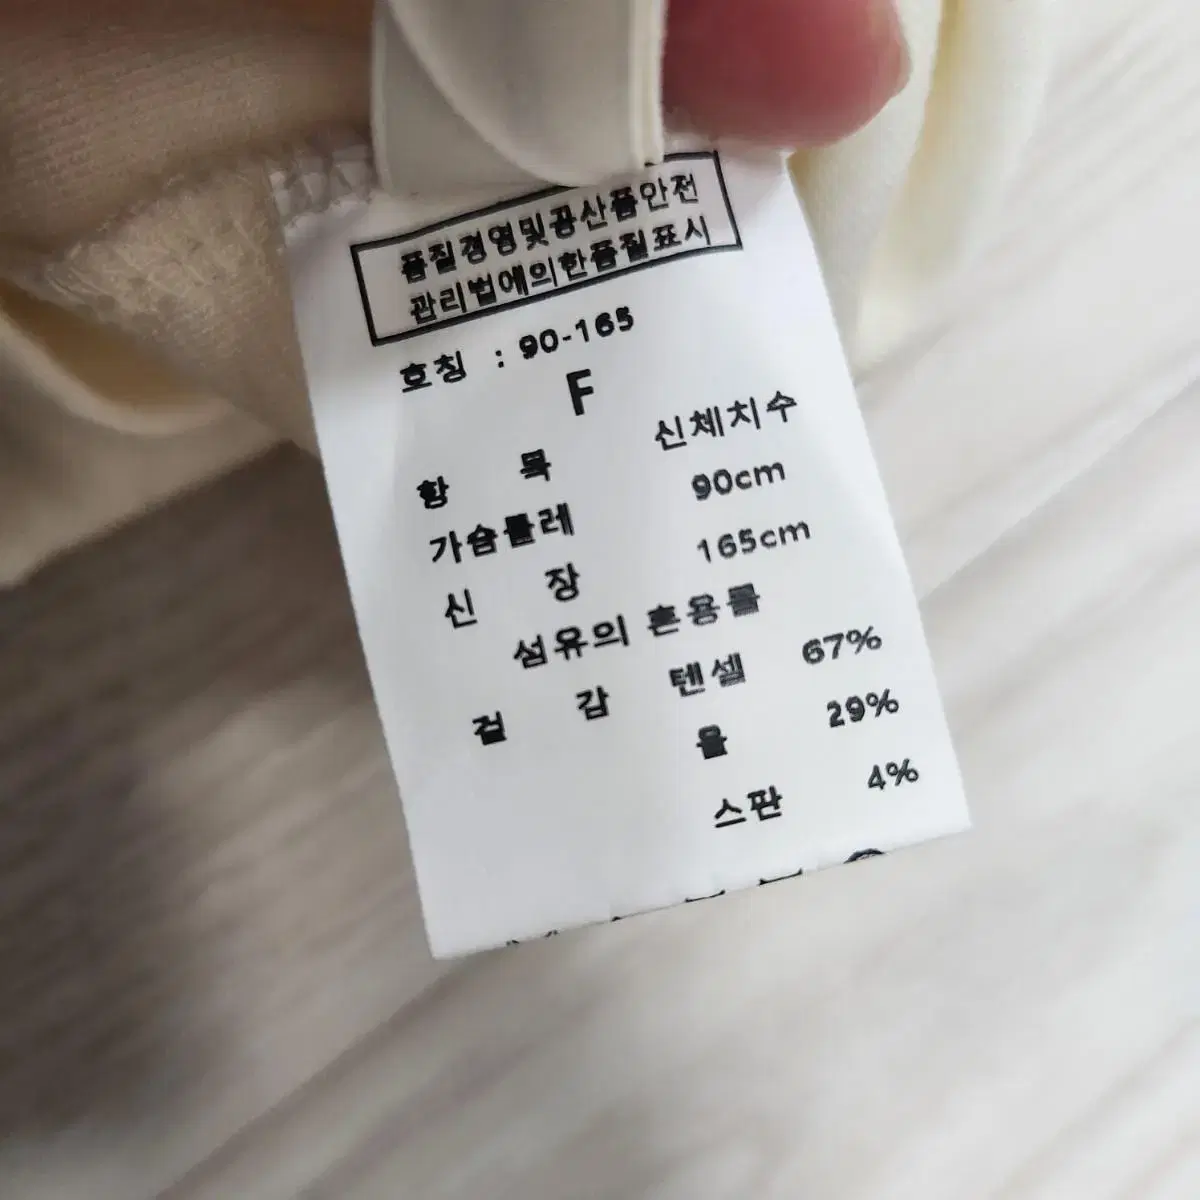 품질경영및공산품안전
관리법에의한품질표시
호칭 : 90-165
F
항 목 신체치수
가슴둘레 90cm
신 장 165cm
섬유의 혼용률
겉 감 텐셀 67%
울 29%
스판 4%